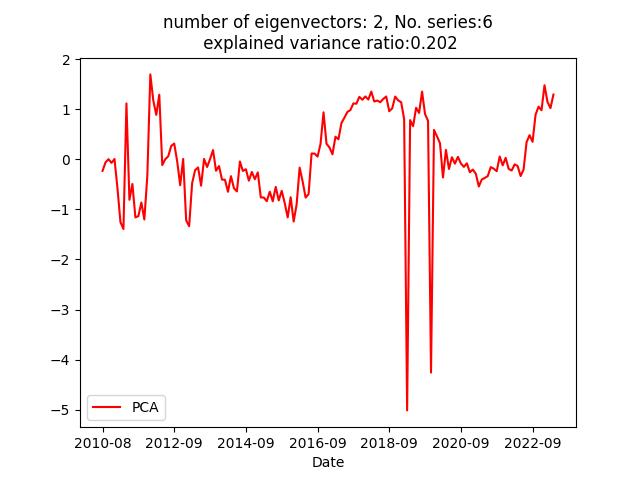 number of eigenvectors: 2, No. series:6
explained variance ratio:0.202
2
1
0
−1
−2
−3
−4
−5
PCA
2010-08 2012-09 2014-09 2016-09 2018-09 2020-09 2022-09
Date